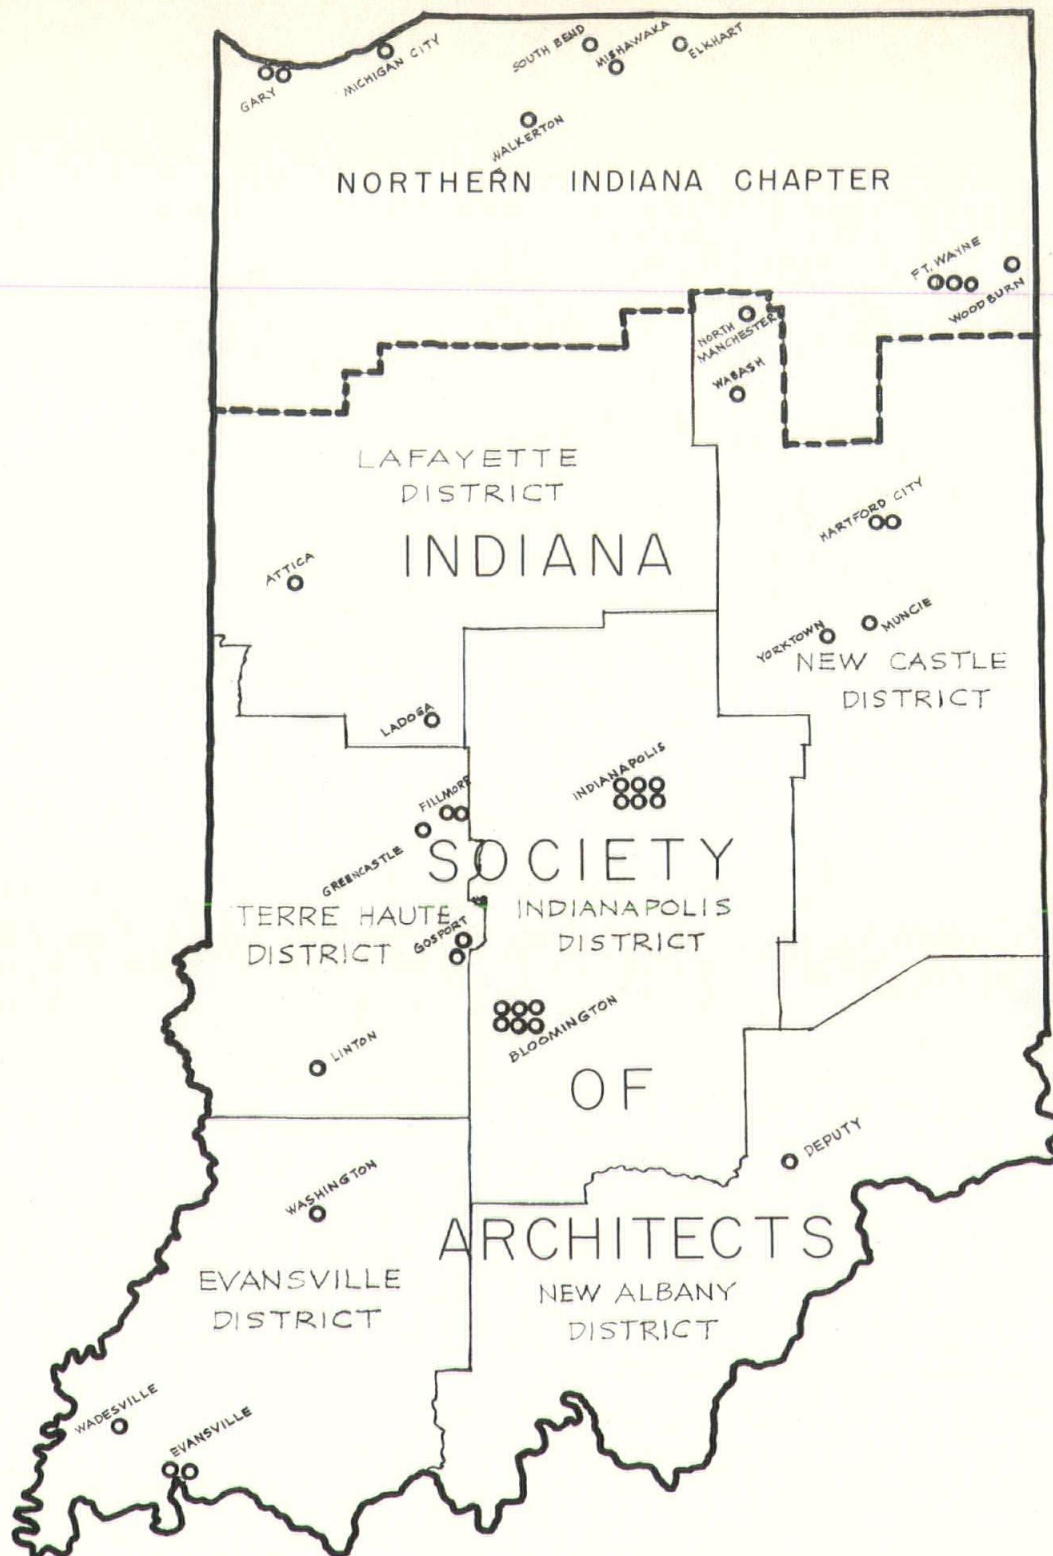 SOUTH BEND
MISHAWAKA
ELKHART
MICHIGAN CITY
GARY
WALKERTON
NORTHERN INDIANA CHAPTER
FT. WAYNE
WOODBURN
NORTH
MANCHESTER
WABASH
LAFAYETTE
DISTRICT
HARTFORD CITY
INDIANA
ATTICA
YORKTOWN
MUNCIE
NEW CASTLE
DISTRICT
LADOGA
INDIANAPOLIS
FILLMORE
GREENCASTLE
SOCIETY
TERRE HAUTE
DISTRICT
GOSPORT
INDIANAPOLIS
DISTRICT
BLOOMINGTON
LINTON
OF
DEPUTY
WASHINGTON
ARCHITECTS
EVANSVILLE
DISTRICT
NEW ALBANY
DISTRICT
WADESVILLE
EVANSVILLE